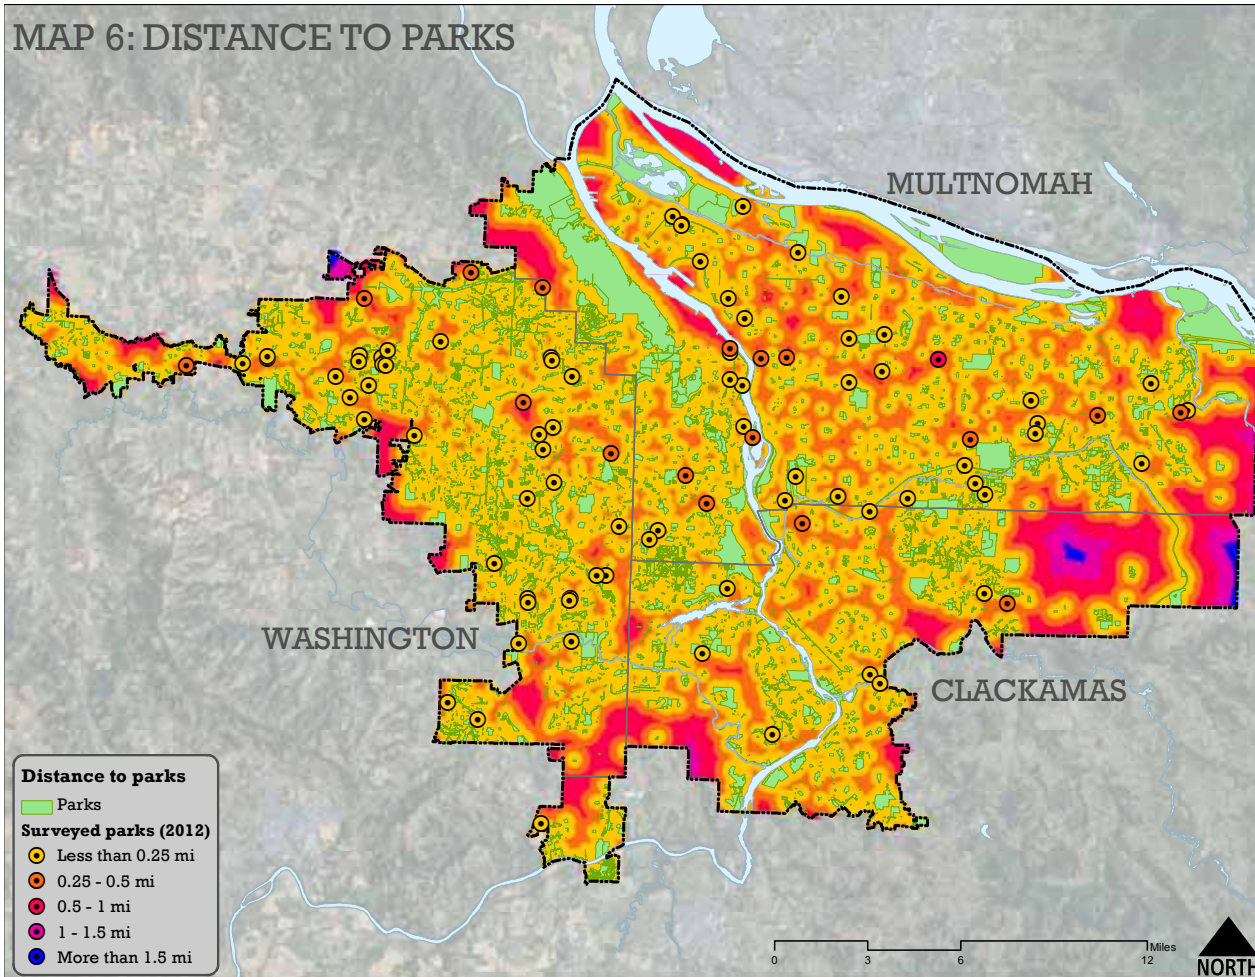 MAP 6: DISTANCE TO PARKS
MULTNOMAH
WASHINGTON
CLACKAMAS
Distance to parks
Parks
Surveyed parks (2012)
Less than 0.25 mi
0.25 - 0.5 mi
0.5 - 1 mi
1 - 1.5 mi
More than 1.5 mi
Miles
0 3 6 12
NORTH